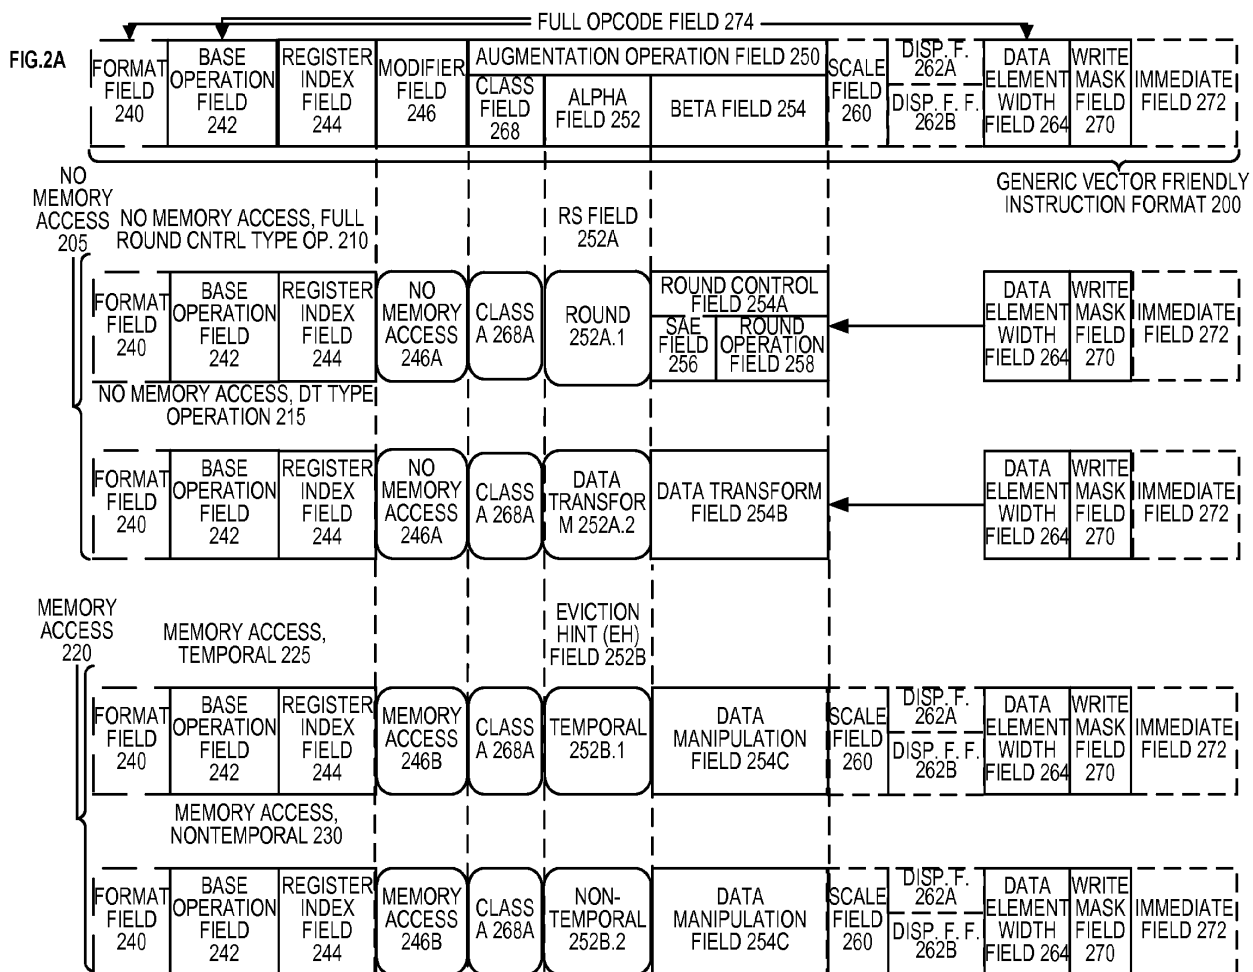 FULL OPCODE FIELD 274
FIG.2A
FORMAT FIELD 240
BASE OPERATION FIELD 242
REGISTER INDEX FIELD 244
MODIFIER FIELD 246
AUGMENTATION OPERATION FIELD 250
CLASS FIELD 268
ALPHA FIELD 252
BETA FIELD 254
SCALE FIELD 260
DISP. F. 262A
DISP. F. F. 262B
DATA ELEMENT WIDTH FIELD 264
WRITE MASK FIELD 270
IMMEDIATE FIELD 272
GENERIC VECTOR FRIENDLY
INSTRUCTION FORMAT 200
NO
MEMORY
ACCESS
205
NO MEMORY ACCESS, FULL
ROUND CNTRL TYPE OP. 210
RS FIELD
252A
FORMAT FIELD 240
BASE OPERATION FIELD 242
REGISTER INDEX FIELD 244
NO MEMORY ACCESS 246A
CLASS A 268A
ROUND 252A.1
ROUND CONTROL FIELD 254A
SAE FIELD 256
ROUND OPERATION FIELD 258
DATA ELEMENT WIDTH FIELD 264
WRITE MASK FIELD 270
IMMEDIATE FIELD 272
NO MEMORY ACCESS, DT TYPE
OPERATION 215
FORMAT FIELD 240
BASE OPERATION FIELD 242
REGISTER INDEX FIELD 244
NO MEMORY ACCESS 246A
CLASS A 268A
DATA TRANSFOR M 252A.2
DATA TRANSFORM FIELD 254B
DATA ELEMENT WIDTH FIELD 264
WRITE MASK FIELD 270
IMMEDIATE FIELD 272
MEMORY
ACCESS
220
MEMORY ACCESS,
TEMPORAL 225
EVICTION
HINT (EH)
FIELD 252B
FORMAT FIELD 240
BASE OPERATION FIELD 242
REGISTER INDEX FIELD 244
MEMORY ACCESS 246B
CLASS A 268A
TEMPORAL 252B.1
DATA MANIPULATION FIELD 254C
SCALE FIELD 260
DISP. F. 262A
DISP. F. F. 262B
DATA ELEMENT WIDTH FIELD 264
WRITE MASK FIELD 270
IMMEDIATE FIELD 272
MEMORY ACCESS,
NONTEMPORAL 230
FORMAT FIELD 240
BASE OPERATION FIELD 242
REGISTER INDEX FIELD 244
MEMORY ACCESS 246B
CLASS A 268A
NON-TEMPORAL 252B.2
DATA MANIPULATION FIELD 254C
SCALE FIELD 260
DISP. F. 262A
DISP. F. F. 262B
DATA ELEMENT WIDTH FIELD 264
WRITE MASK FIELD 270
IMMEDIATE FIELD 272